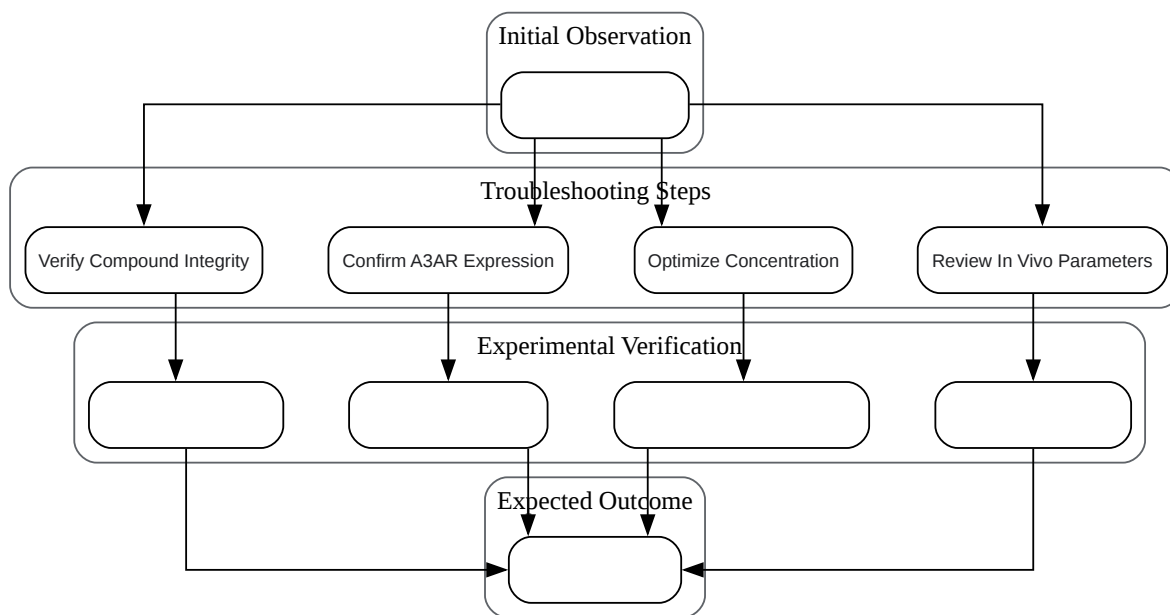 Initial Observation
Troubleshooting Steps
Verify Compound Integrity
Confirm A3AR Expression
Optimize Concentration
Review In Vivo Parameters
Experimental Verification
Expected Outcome